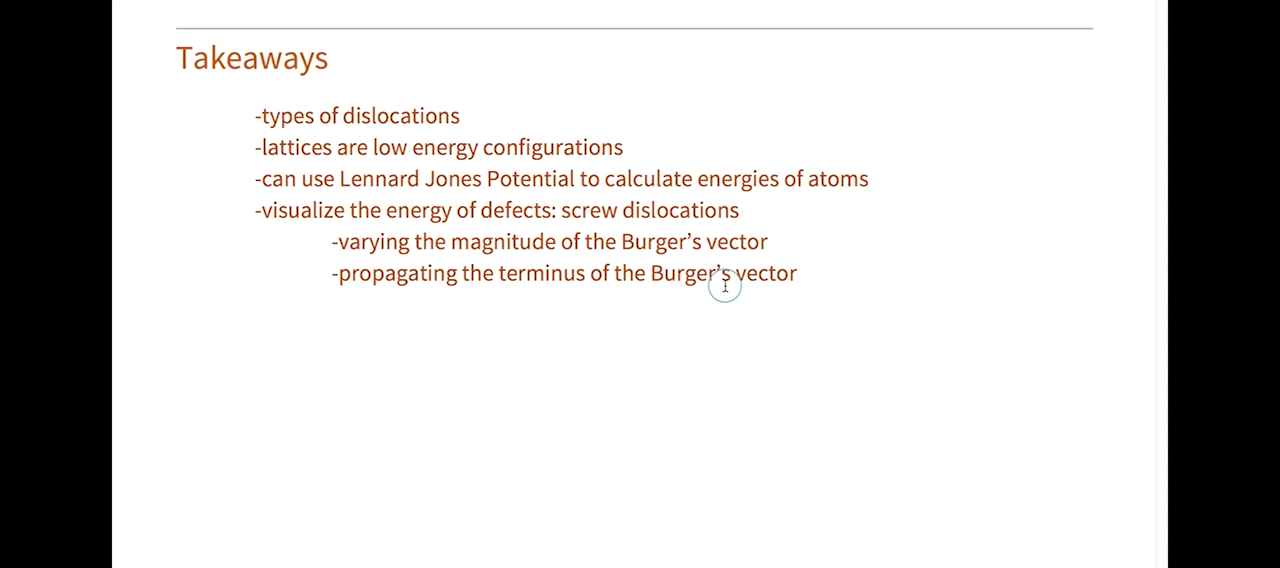 Takeaways
-types of dislocations
-lattices are low energy configurations
-can use Lennard Jones Potential to calculate energies of atoms
-visualize the energy of defects: screw dislocations
-varying the magnitude of the Burger’s vector
-propagating the terminus of the Burger’s vector